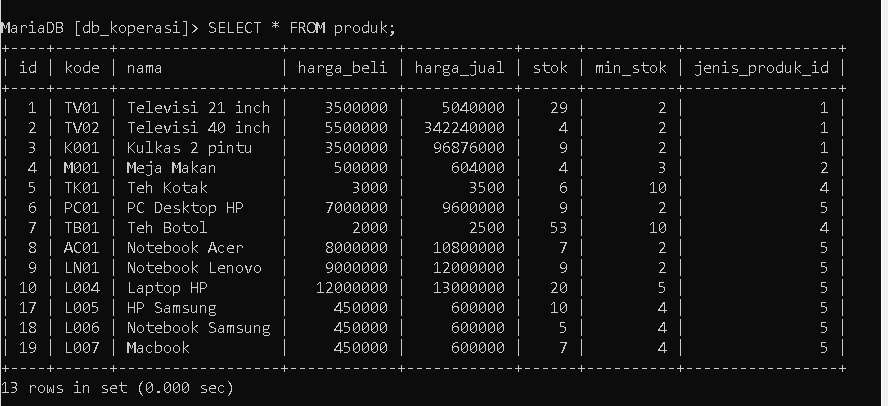 MariaDB [db_koperasi]> SELECT * FROM produk;
+----+------+------------------+------------+------------+------+----------+-----------------+
| id | kode | nama             | harga_beli | harga_jual | stok | min_stok | jenis_produk_id |
+----+------+------------------+------------+------------+------+----------+-----------------+
|  1 | TV01 | Televisi 21 inch |    3500000 |    5040000 |   29 |        2 |               1 |
|  2 | TV02 | Televisi 40 inch |    5500000 |  342240000 |    4 |        2 |               1 |
|  3 | K001 | Kulkas 2 pintu   |    3500000 |   96876000 |    9 |        2 |               1 |
|  4 | M001 | Meja Makan       |     500000 |     604000 |    4 |        3 |               2 |
|  5 | TK01 | Teh Kotak        |       3000 |       3500 |    6 |       10 |               4 |
|  6 | PC01 | PC Desktop HP    |    7000000 |    9600000 |    9 |        2 |               5 |
|  7 | TB01 | Teh Botol        |       2000 |       2500 |   53 |       10 |               4 |
|  8 | AC01 | Notebook Acer    |    8000000 |   10800000 |    7 |        2 |               5 |
|  9 | LN01 | Notebook Lenovo  |    9000000 |   12000000 |    9 |        2 |               5 |
| 10 | L004 | Laptop HP        |   12000000 |   13000000 |   20 |        5 |               5 |
| 17 | L005 | HP Samsung       |     450000 |     600000 |   10 |        4 |               5 |
| 18 | L006 | Notebook Samsung |     450000 |     600000 |    5 |        4 |               5 |
| 19 | L007 | Macbook          |     450000 |     600000 |    7 |        4 |               5 |
+----+------+------------------+------------+------------+------+----------+-----------------+
13 rows in set (0.000 sec)